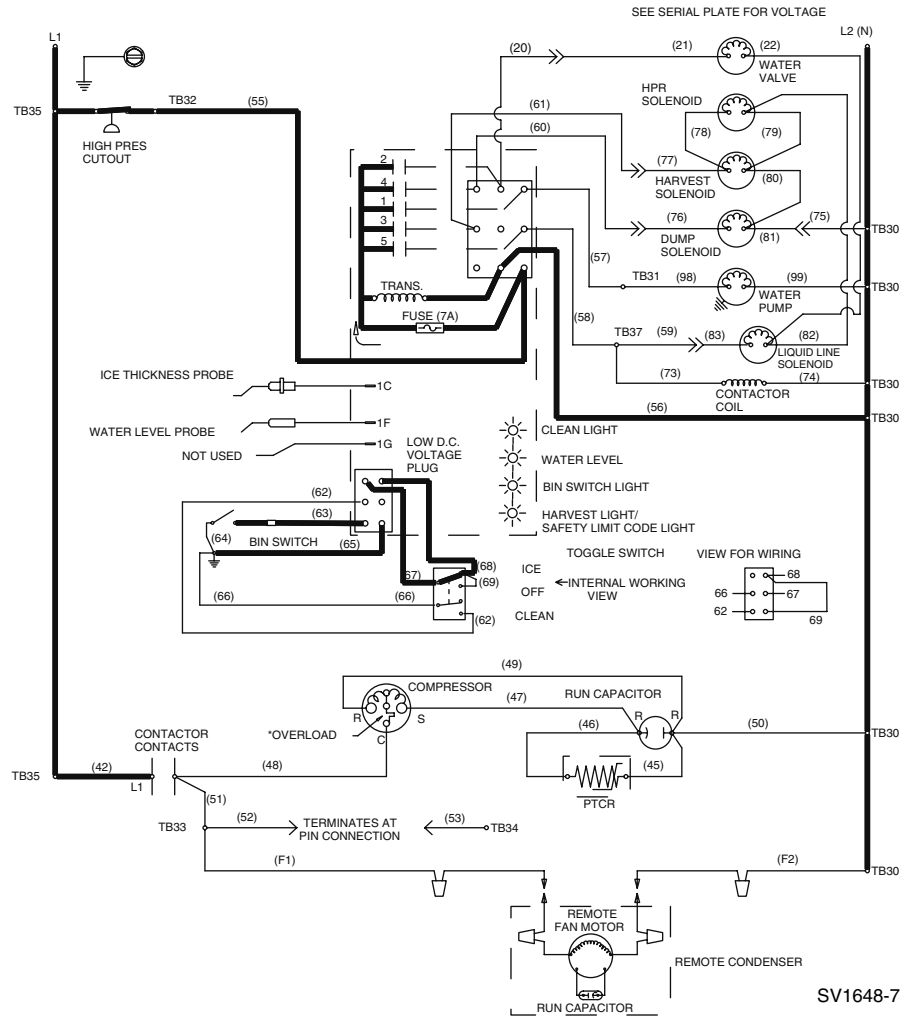 SEE SERIAL PLATE FOR VOLTAGE
L1
L2 (N)
(20)
(21)
(22)
WATER
VALVE
TB35
TB32
(55)
HIGH PRES
CUTOUT
HPR
SOLENOID
(61)
(60)
(78)
(79)
(77)
(80)
HARVEST
SOLENOID
2
4
1
3
5
(76)
(75)
DUMP
SOLENOID
(81)
TB30
(57)
TB31
(98)
(99)
TB30
WATER
PUMP
TRANS.
FUSE (7A)
(58)
TB37
(59)
(83)
(82)
LIQUID LINE
SOLENOID
(73)
(74)
TB30
CONTACTOR
COIL
(56)
TB30
ICE THICKNESS PROBE
1C
WATER LEVEL PROBE
1F
NOT USED
1G
LOW D.C.
VOLTAGE
PLUG
CLEAN LIGHT
WATER LEVEL
BIN SWITCH LIGHT
HARVEST LIGHT/
SAFETY LIMIT CODE LIGHT
(62)
(63)
(64)
BIN SWITCH
(65)
(66)
(66)
(67)
(68)
(69)
(62)
TOGGLE SWITCH
ICE
OFF
CLEAN
INTERNAL WORKING
VIEW
VIEW FOR WIRING
68
66
67
62
69
(49)
COMPRESSOR
(47)
RUN CAPACITOR
R
S
C
*OVERLOAD
R
R
(46)
(50)
TB30
(45)
PTCR
CONTACTOR
CONTACTS
TB35
(42)
L1
(48)
(51)
TB33
(52)
TERMINATES AT
PIN CONNECTION
(53)
TB34
(F1)
(F2)
TB30
REMOTE
FAN MOTOR
REMOTE CONDENSER
RUN CAPACITOR
SV1648-7